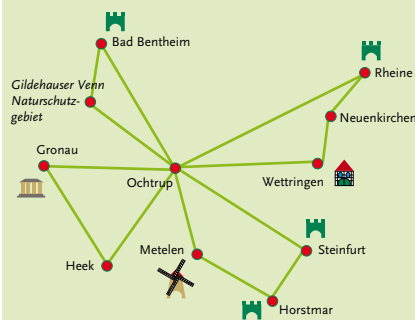 Bad Bentheim
Rheine
Gildehauser Venn
Naturschutz-
gebiet
Neuenkirchen
Gronau
Ochtrup
Wettringen
Metelen
Steinfurt
Heek
Horstmar